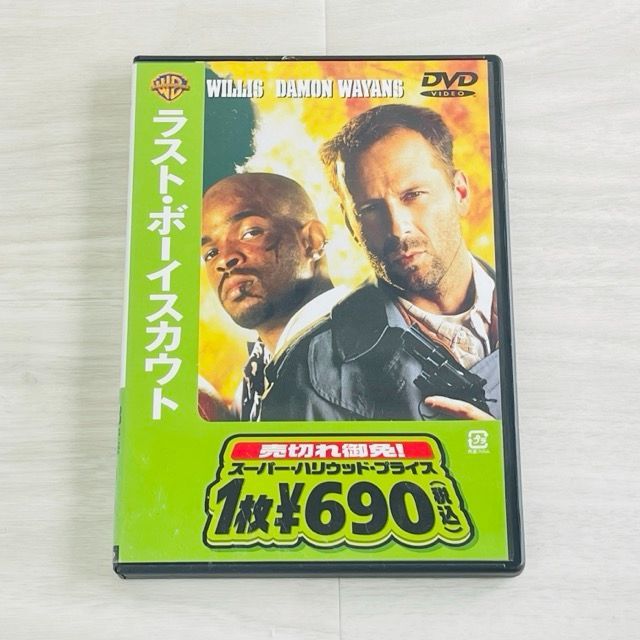 WB
WILLIS DAMON WAYANS
DVD
VIDEO
ラスト・ボーイスカウト
売切れ御免!
スーパー・ハリウッド・プライス
1枚¥690(税込)
プラ